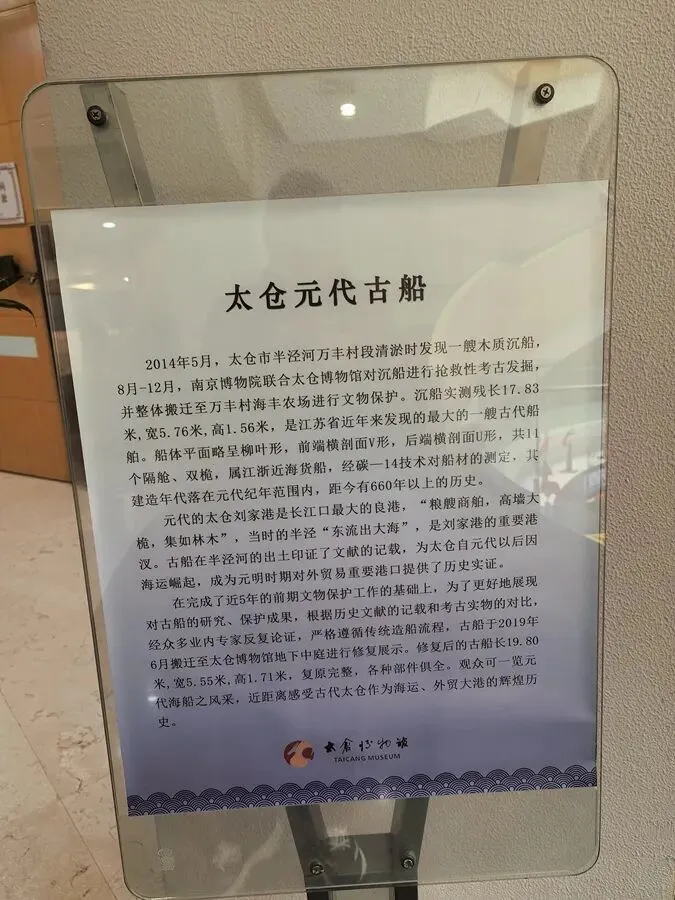 太仓元代古船
2014年5月，太仓市半泾河万丰村段清淤时发现一艘木质沉船，
8月-12月，南京博物院联合太仓博物馆对沉船进行抢救性考古发掘，
并整体搬迁至万丰村海丰农场进行文物保护。沉船实测残长17.83
米,宽5.76米,高1.56米，是江苏省近年来发现的最大的一艘古代船
舶。船体平面略呈柳叶形，前端横剖面V形，后端横剖面U形，共11
个隔舱、双桅，属江浙近海货船，经碳—14技术对船材的测定，其
建造年代落在元代纪年范围内，距今有660年以上的历史。
元代的太仓刘家港是长江口最大的良港，“粮艘商舶，高墙大
桅，集如林木”，当时的半泾“东流出大海”，是刘家港的重要港
汊。古船在半泾河的出土印证了文献的记载，为太仓自元代以后因
海运崛起，成为元明时期对外贸易重要港口提供了历史实证。
在完成了近5年的前期文物保护工作的基础上，为了更好地展现
对古船的研究、保护成果，根据历史文献的记载和考古实物的对比，
经众多业内专家反复论证，严格遵循传统造船流程，古船于2019年
6月搬迁至太仓博物馆地下中庭进行修复展示。修复后的古船长19.80
米,宽5.55米,高1.71米，复原完整，各种部件俱全。观众可一览元
代海船之风采，近距离感受古代太仓作为海运、外贸大港的辉煌历
史。
太倉博物馆
TAICANG MUSEUM